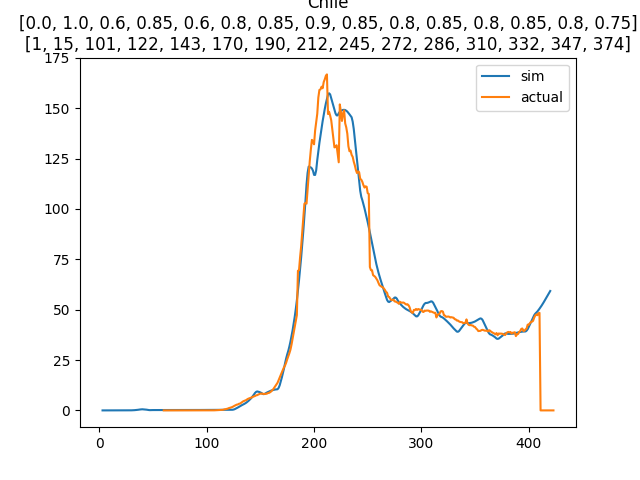 Chile
[0.0, 1.0, 0.6, 0.85, 0.6, 0.8, 0.85, 0.9, 0.85, 0.8, 0.85, 0.8, 0.85, 0.8, 0.75]
[1, 15, 101, 122, 143, 170, 190, 212, 245, 272, 286, 310, 332, 347, 374]
175
150
125
100
75
50
25
0
sim
actual
0 100 200 300 400